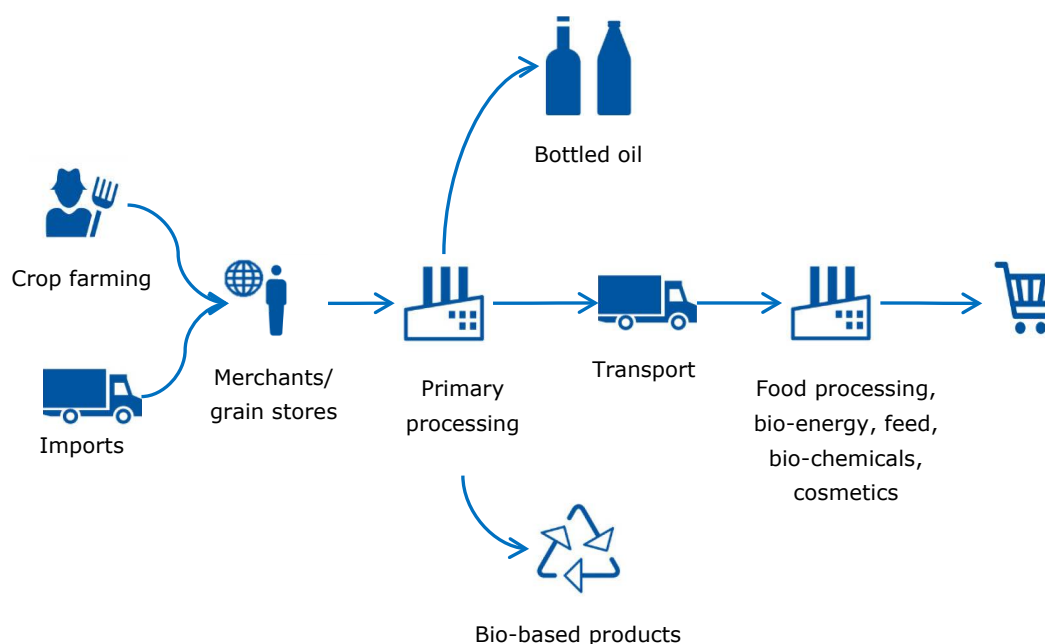 Bottled oil
Crop farming
Imports
Merchants/
grain stores
Primary
processing
Transport
Food processing,
bio-energy, feed,
bio-chemicals,
cosmetics
Bio-based products